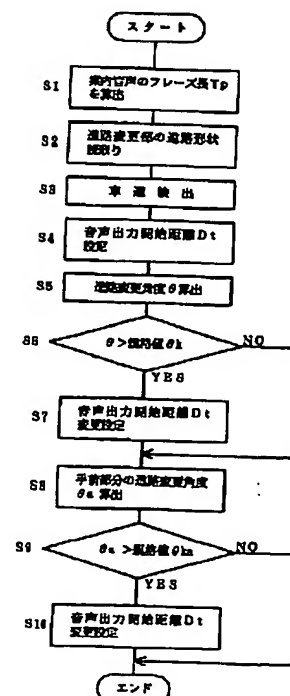 スタート
S1
案内音声のフレーズ長Tp
を算出
S2
進路変更部の道路形状
読取り
S3
車速検出
S4
音声出力開始距離Dt
設定
S5
進路変更角度θ算出
S6
θ>規格値θk
NO
YES
S7
音声出力開始距離Dt
変更設定
S8
手前部分の進路変更角度
θa算出
S9
θa>規格値θka
NO
YES
S10
音声出力開始距離Dt
変更設定
エンド